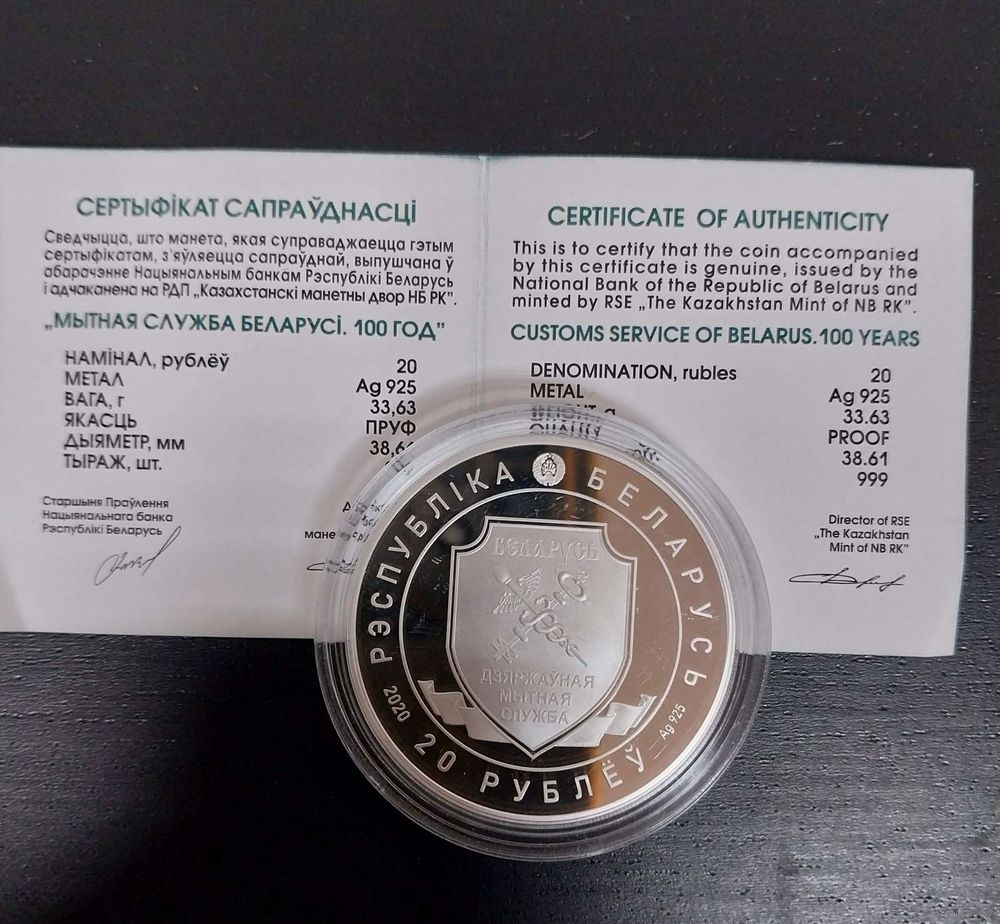 СЕРТЫФІКАТ САПРАЎДНАСЦІ
Сведчыцца, што манета, якая суправаджаецца гэтым
сертыфікатам, з'яўляецца сапраўднай, выпушчана ў
абарачэнне Нацыянальным банкам Рэспублікі Беларусь
і адчаканена на РДП „Казахстанскі манетны двор НБ РК”.
„МЫТНАЯ СЛУЖБА БЕЛАРУСІ. 100 ГОД”
НАМІНАЛ, рублёў 20
МЕТАЛ Ag 925
ВАГА, г 33,63
ЯКАСЦЬ ПРУФ
ДЫЯМЕТР, мм 38,6
ТЫРАЖ, шт.
Старшыня Праўлення
Нацыянальнага банка
Рэспублікі Беларусь
CERTIFICATE OF AUTHENTICITY
This is to certify that the coin accompanied
by this certificate is genuine, issued by the
National Bank of the Republic of Belarus and
minted by RSE „The Kazakhstan Mint of NB RK”.
CUSTOMS SERVICE OF BELARUS.100 YEARS
DENOMINATION, rubles 20
METAL Ag 925
33.63
PROOF
38.61
999
Director of RSE
„The Kazakhstan
Mint of NB RK”
РЭСПУБЛІКА БЕЛАРУСЬ
БЕЛАРУСЬ
ДЗЯРЖАЎНАЯ
МЫТНАЯ
СЛУЖБА
2020
20 РУБЛЁЎ
Ag 925